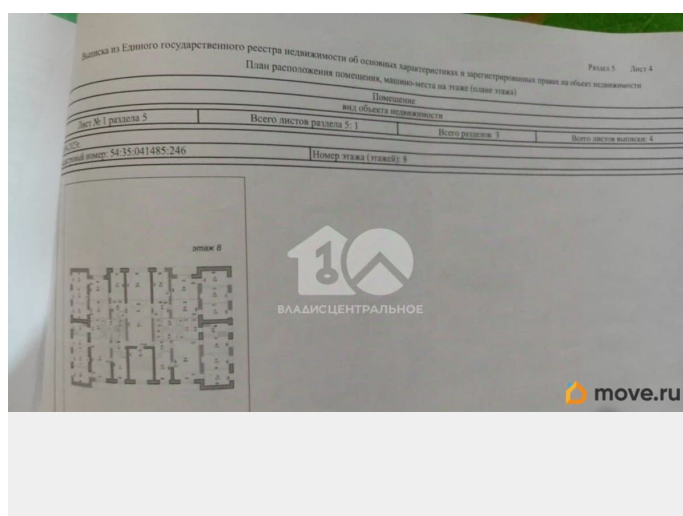 Выписка из Единого государственного реестра недвижимости об основных характеристиках и зарегистрированных правах на объект недвижимости
Раздел 5 Лист 4
План расположения помещения, машино-места на этаже (плане этажа)
Помещение
вид объекта недвижимости
Лист № 1 раздела 5
Всего листов раздела 5: 1
Всего разделов: 3
Всего листов выписки: 4
номер: 54:35:041485:246
Номер этажа (этажей): 8
этаж 8
ВЛАДИСЦЕНТРАЛЬНОЕ
move.ru